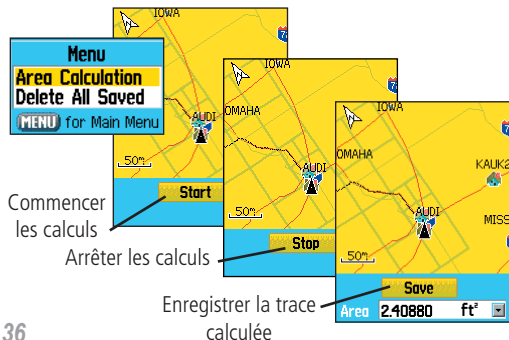 Menu
Area Calculation
Delete All Saved
MENU for Main Menu
IOWA
AUDI
50m
Start
IOWA
OMAHA
AUDI
50m
Stop
IOWA
OMAHA
KAUK2
AUDI
MISS
50m
Save
Area 2.40880 ft²
Commencer
les calculs
Arrêter les calculs
Enregistrer la trace
calculée
36